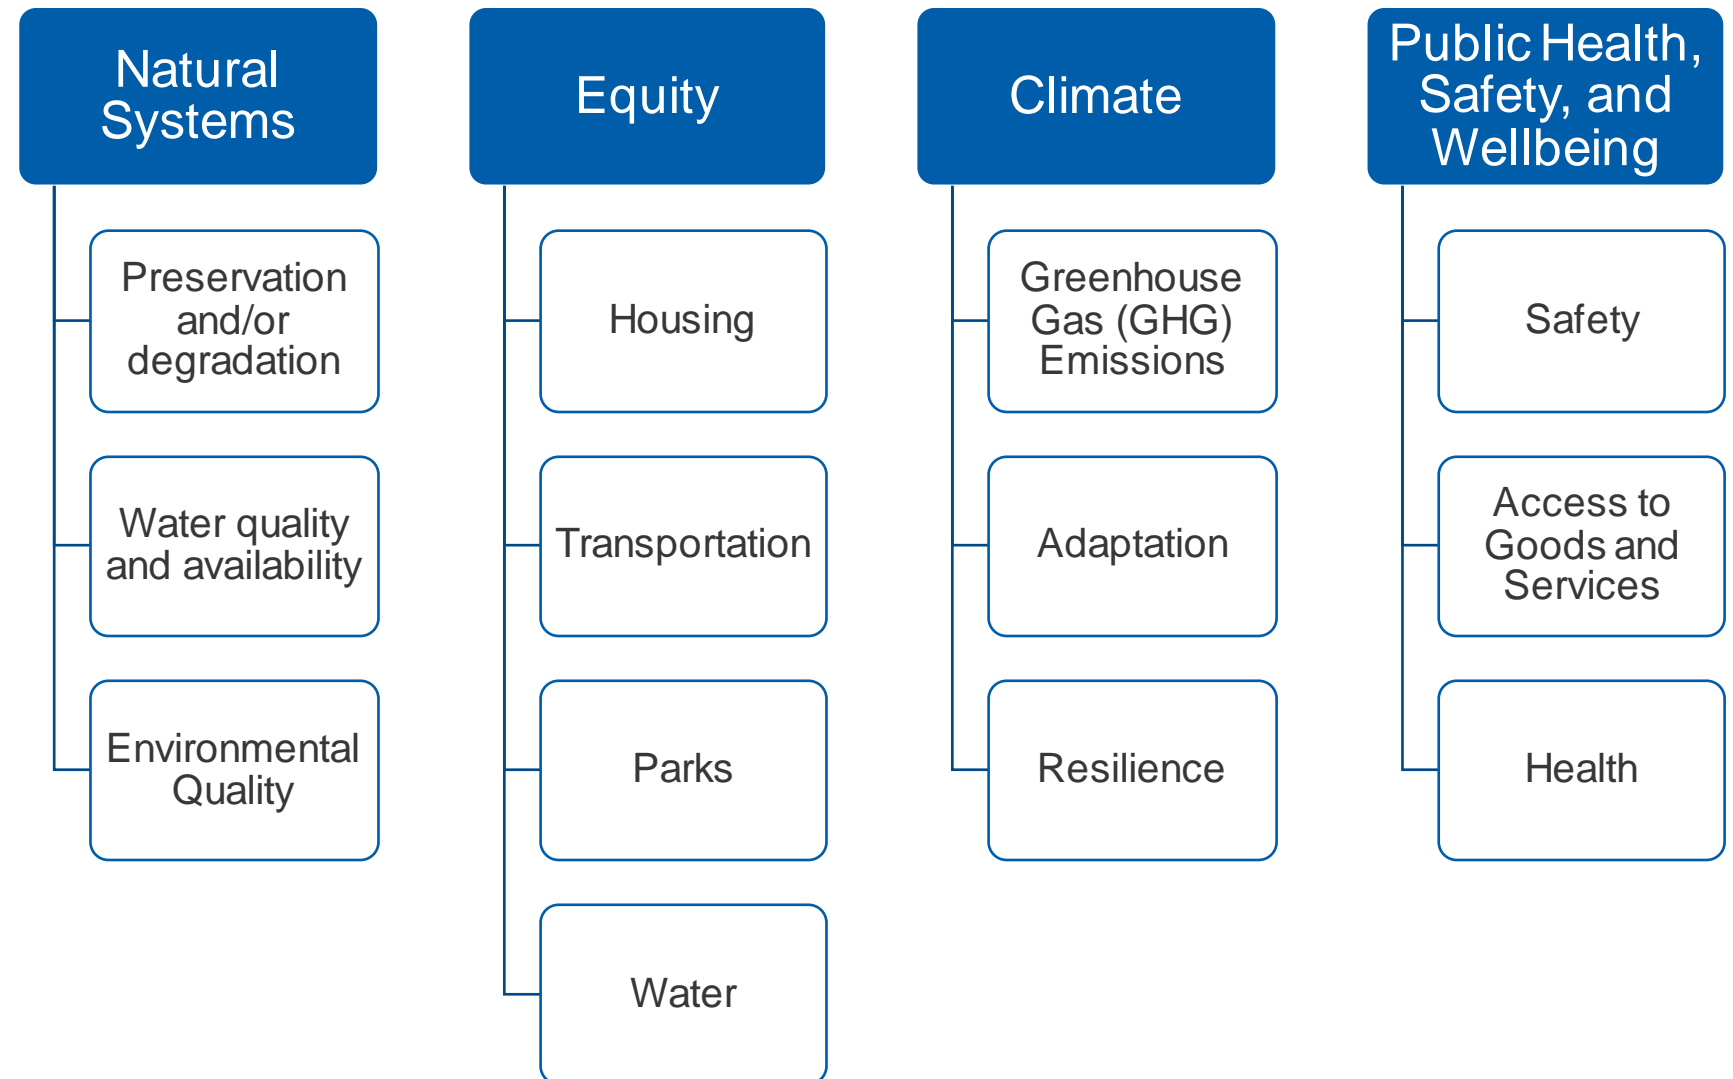 Natural
Systems
Preservation
and/or
degradation
Water quality
and availability
Environmental
Quality
Equity
Housing
Transportation
Parks
Water
Climate
Greenhouse
Gas (GHG)
Emissions
Adaptation
Resilience
Public Health,
Safety, and
Wellbeing
Safety
Access to
Goods and
Services
Health